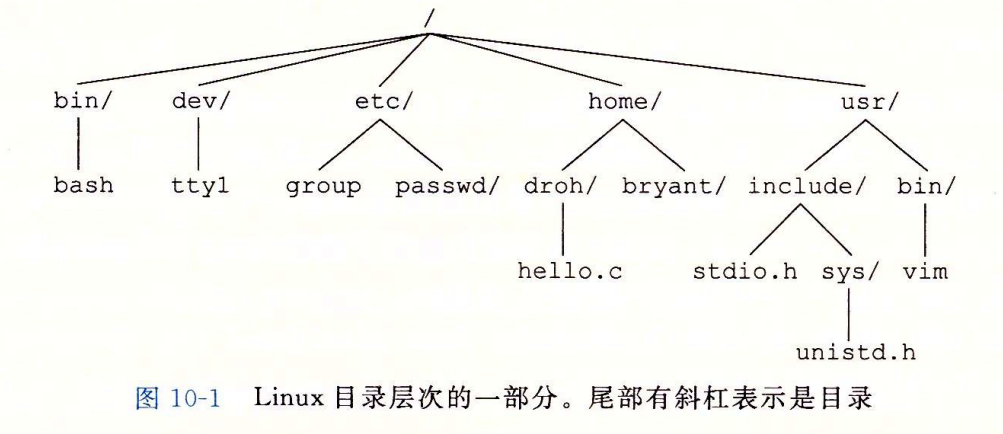 /
bin/ dev/ etc/ home/ usr/
bash tty1 group passwd/ droh/ bryant/ include/ bin/
hello.c stdio.h sys/ vim
unistd.h
图 10-1 Linux 目录层次的一部分。尾部有斜杠表示是目录